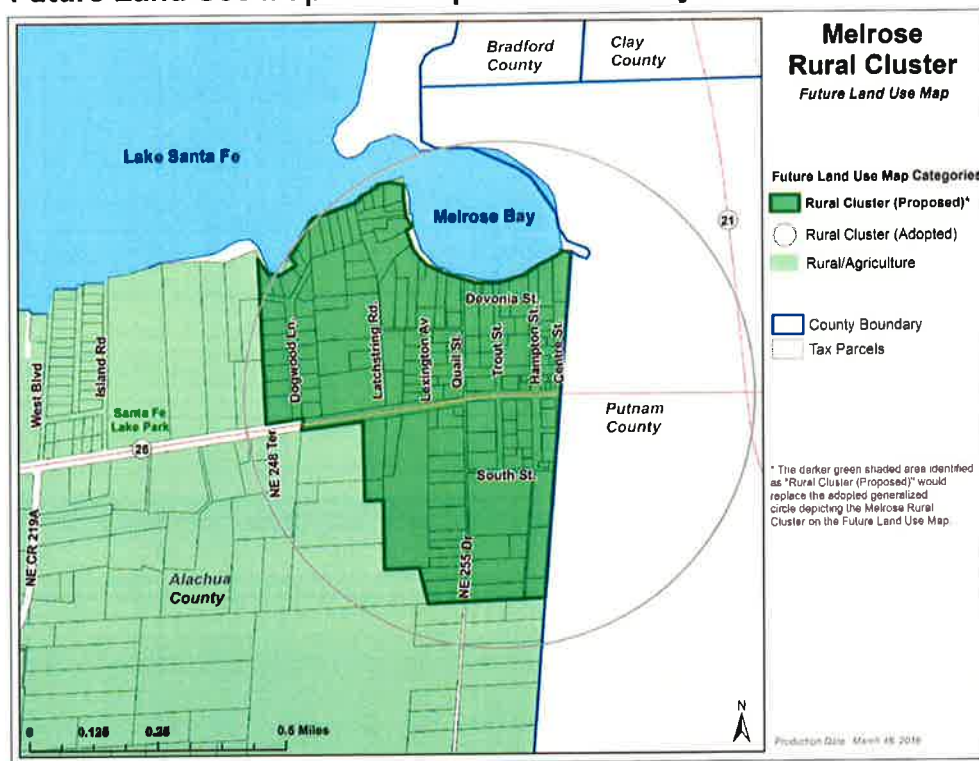 Melrose
Rural Cluster
Future Land Use Map
Future Land Use Map Categories
Rural Cluster (Proposed)*
Rural Cluster (Adopted)
Rural/Agriculture
County Boundary
Tax Parcels
* The darker green shaded area identified
as "Rural Cluster (Proposed)" would
replace the adopted generalized
circle depicting the Melrose Rural
Cluster on the Future Land Use Map.
Production Date: March
Bradford
County
Clay
County
Lake Santa Fe
Melrose Bay
21
Devonia St.
Dogwood Ln.
Latchstring Rd.
Lexington Av
Quail St.
Trout St.
Hampton St.
Centre St.
West Blvd
Island Rd
Santa Fe
Lake Park
26
NE 248 Ter.
Putnam
County
South St.
NE CR 219A
NE 255 Dr
Alachua
County
0 0.125 0.25 0.5 Miles
N